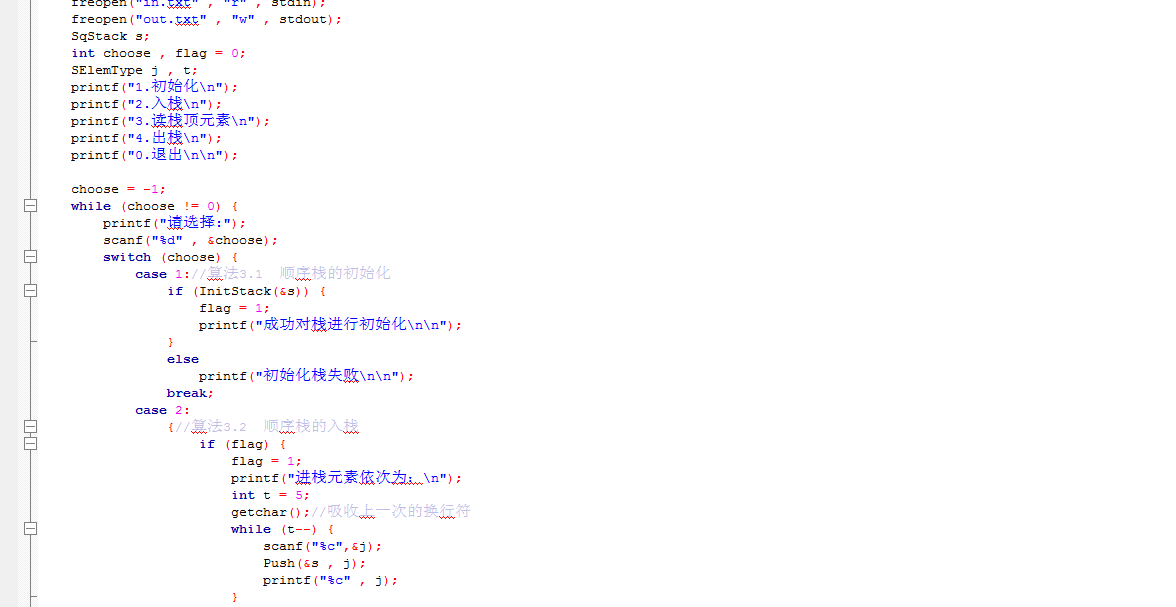 freopen("in.txt" , "r" , stdin);
freopen("out.txt" , "w" , stdout);
SqStack s;
int choose , flag = 0;
SElemType j , t;
printf("1.初始化\n");
printf("2.入栈\n");
printf("3.读栈顶元素\n");
printf("4.出栈\n");
printf("0.退出\n\n");
choose = -1;
while (choose != 0) {
printf("请选择:");
scanf("%d" , &choose);
switch (choose) {
case 1://算法3.1 顺序栈的初始化
if (InitStack(&s)) {
flag = 1;
printf("成功对栈进行初始化\n\n");
}
else
printf("初始化栈失败\n\n");
break;
case 2:
{//算法3.2 顺序栈的入栈
if (flag) {
flag = 1;
printf("进栈元素依次为：\n");
int t = 5;
getchar();//吸收上一次的换行符
while (t--) {
scanf("%c",&j);
Push(&s , j);
printf("%c" , j);
}